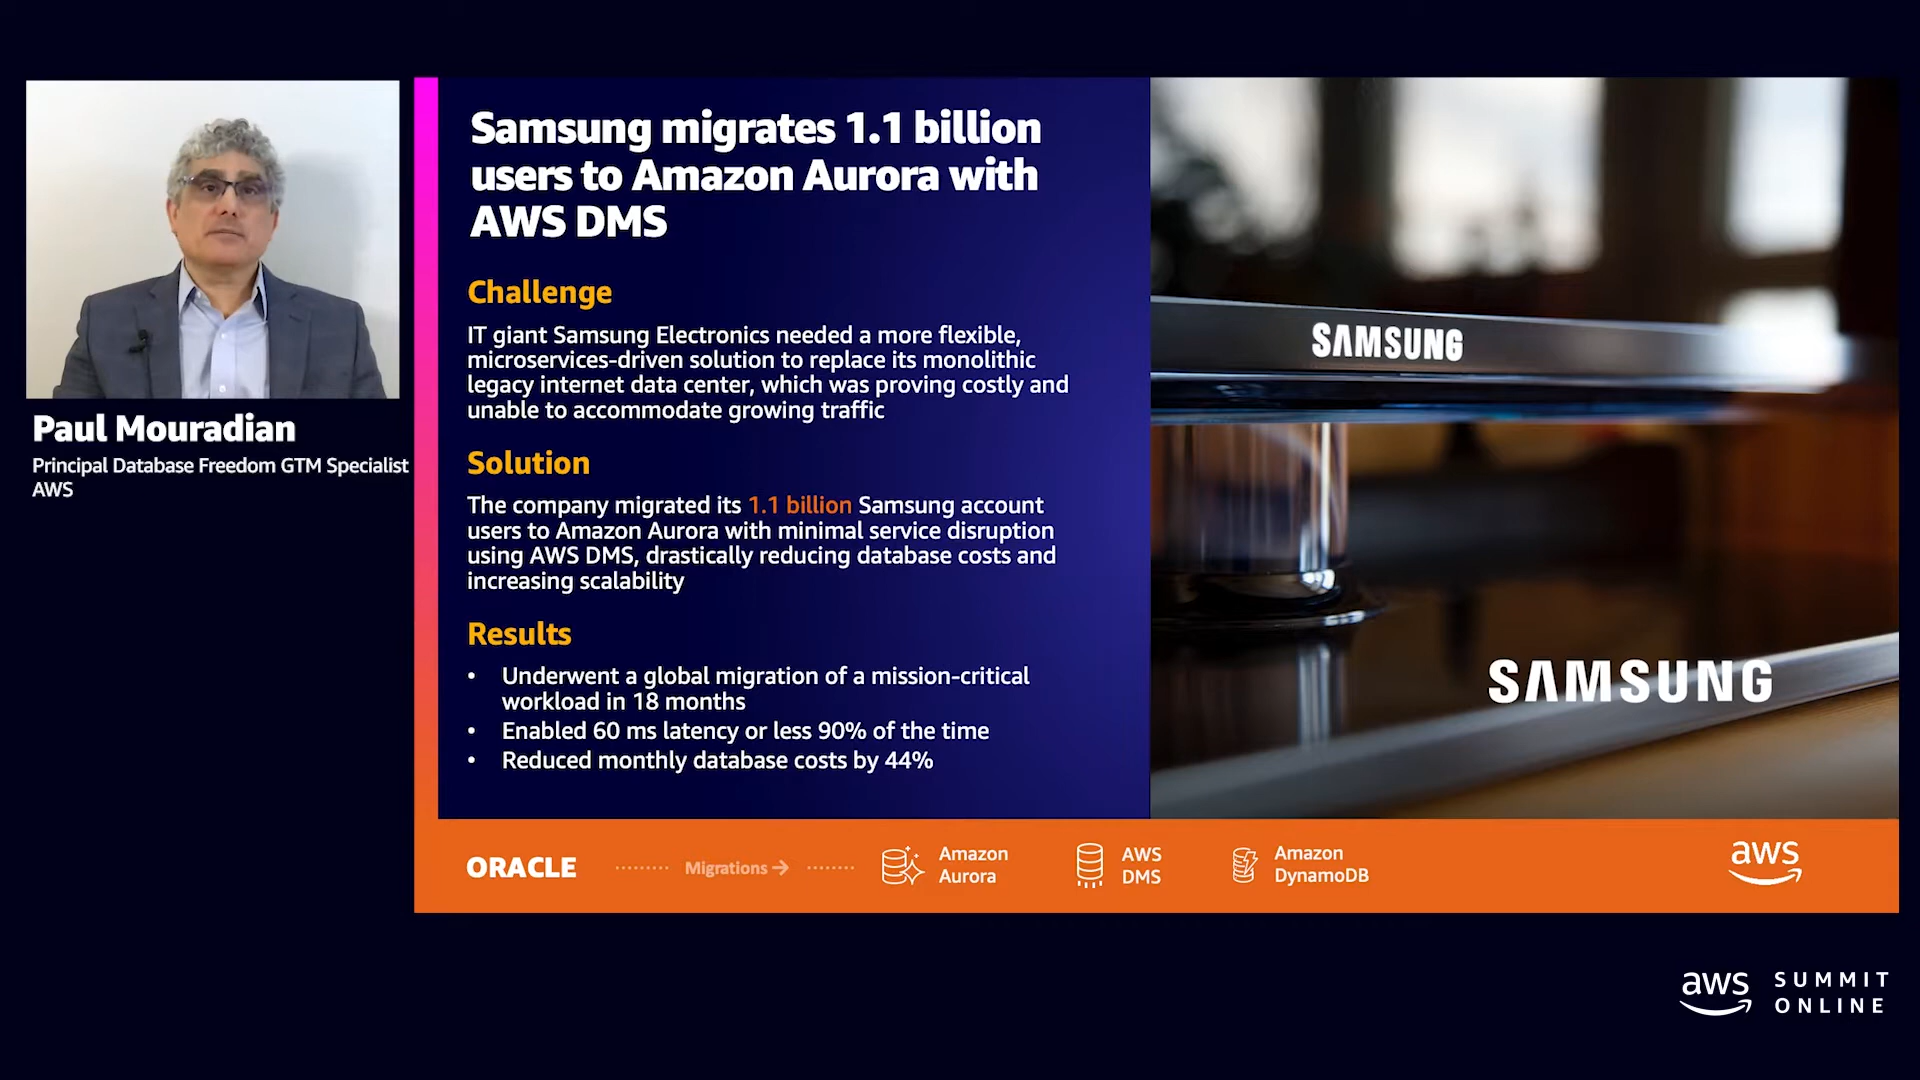 Paul Mouradian
Principal Database Freedom GTM Specialist
AWS
Samsung migrates 1.1 billion
users to Amazon Aurora with
AWS DMS
Challenge
IT giant Samsung Electronics needed a more flexible,
microservices-driven solution to replace its monolithic
legacy internet data center, which was proving costly and
unable to accommodate growing traffic
Solution
The company migrated its 1.1 billion Samsung account
users to Amazon Aurora with minimal service disruption
using AWS DMS, drastically reducing database costs and
increasing scalability
Results
• Underwent a global migration of a mission-critical
workload in 18 months
• Enabled 60 ms latency or less 90% of the time
• Reduced monthly database costs by 44%
SAMSUNG
SAMSUNG
ORACLE
Migrations →
Amazon
Aurora
AWS
DMS
Amazon
DynamoDB
aws
aws
SUMMIT
ONLINE